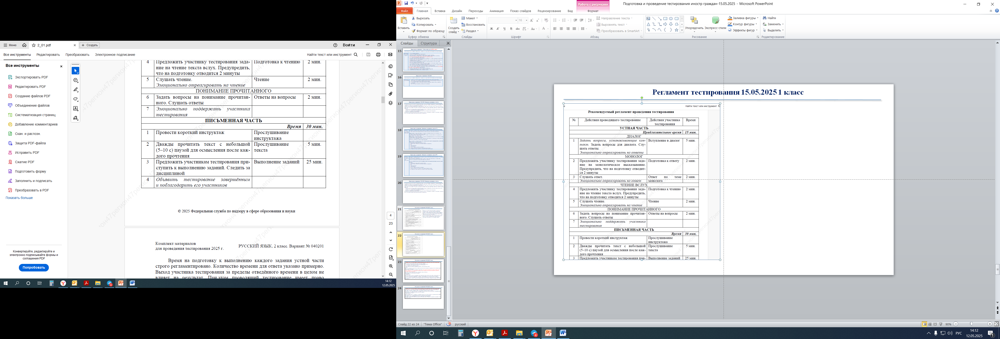 2_01.pdf
Создать
Войти
Меню
Все инструменты
Редактировать
Преобразовать
Электронное подписание
Найти текст или инструмент
Все инструменты
Экспортировать PDF
Редактировать PDF
Создание файлов PDF
Объединение файлов
Систематизация страниц
Добавление комментариев
Скан. и распозн.
Защита PDF-файла
Исправить PDF
Сжатие PDF
Подготовить форму
Заполнить и подписать
Преобразовать в PDF
Показать больше
Конвертируйте, редактируйте и
электронно подписывайте формы и
соглашения PDF
Попробовать
4 Предложить участнику тестирования зада- Подготовка к чтению 2 мин.
ние на чтение текста вслух. Предупредить,
что на подготовку отводится 2 минуты
5 Слушать чтение. Чтение 2 мин.
Эмоционально отреагировать на чтение
ПОНИМАНИЕ ПРОЧИТАННОГО
6 Задать вопросы на понимание прочитан- Ответы на вопросы 2 мин.
ного. Слушать ответы
7 Эмоционально поддержать участника
тестирования
ПИСЬМЕННАЯ ЧАСТЬ
Время 30 мин.
1 Провести короткий инструктаж Прослушивание
инструктажа
2 Дважды прочитать текст с небольшой Прослушивание 5 мин.
(5–10 с) паузой для осмысления после каж- текста
дого прочтения
3 Предложить участникам тестирования при- Выполнение заданий 25 мин.
ступить к выполнению заданий. Следить за
дисциплиной
4 Объявить тестирование завершённым
и поблагодарить его участников
© 2025 Федеральная служба по надзору в сфере образования и науки
4
23
Комплект материалов
для проведения тестирования 2025 г. РУССКИЙ ЯЗЫК, 2 класс. Вариант № 040201
Время на подготовку к выполнению каждого задания устной части
строго регламентировано. Количество времени для ответа указано примерно.
Выход участника тестирования за пределы отведённого времени в целом не
влияет на результат. При этом проводящий тестирование имеет право
14:12
12.05.2025
Подготовка и проведение тестирования иностр граждан-15.05.2025 - Microsoft PowerPoint
Работа с рисунками
Файл
Главная
Вставка
Дизайн
Переходы
Анимация
Показ слайдов
Рецензирование
Вид
Формат
Вставить
Вырезать
Копировать
Формат по образцу
Буфер обмена
Создать
слайд
Макет
Восстановить
Раздел
Слайды
16
Шрифт
Направление текста
Выровнять текст
Преобразовать в SmartArt
Абзац
Упорядочить
Экспресс-стили
Заливка фигуры
Контур фигуры
Эффекты фигур
Рисование
Найти
Заменить
Выделить
Редактирование
Слайды
Структура
15
16
17
18
19
20
21
22
23
24
Регламент тестирования 15.05.2025 1 класс
е Найти текст или инструмент
Рекомендуемый регламент проведения тестирования
№ Действия проводящего тестирование Действия участника Время
тестирования
УСТНАЯ ЧАСТЬ
Приблизительное время 15 мин.
ДИАЛОГ
1 Задать вопросы, устанавливающие кон- Вступление в диалог 5 мин.
такт. Задать вопросы для диалога. Слу-
шать ответы.
Эмоционально отреагировать на ответы
МОНОЛОГ
2 Предложить участнику тестирования зада- Подготовка к ответу 2 мин.
ние на монологическое высказывание.
Предупредить, что на подготовку отводит-
ся 2 минуты
3 Слушать ответ. Ответ по теме 2 мин.
Эмоционально отреагировать на ответ монолога
ЧТЕНИЕ ВСЛУХ
4 Предложить участнику тестирования зада- Подготовка к чтению 2 мин.
ние на чтение текста вслух. Предупредить,
что на подготовку отводится 2 минуты
5 Слушать чтение. Чтение 2 мин.
Эмоционально отреагировать на чтение
ПОНИМАНИЕ ПРОЧИТАННОГО
6 Задать вопросы на понимание прочитан- Ответы на вопросы 2 мин.
ного. Слушать ответы
7 Эмоционально поддержать участника
тестирования
ПИСЬМЕННАЯ ЧАСТЬ
Время 30 мин.
1 Провести короткий инструктаж Прослушивание
инструктажа
2 Дважды прочитать текст с небольшой Прослушивание 5 мин.
(5–10 с) паузой для осмысления после каж- текста
дого прочтения
3 Предложить участникам тестирования при- Выполнение заданий 25 мин.
Слайд 22 из 24
"Тема Office"
русский
90%
РУС
14:12
12.05.2025